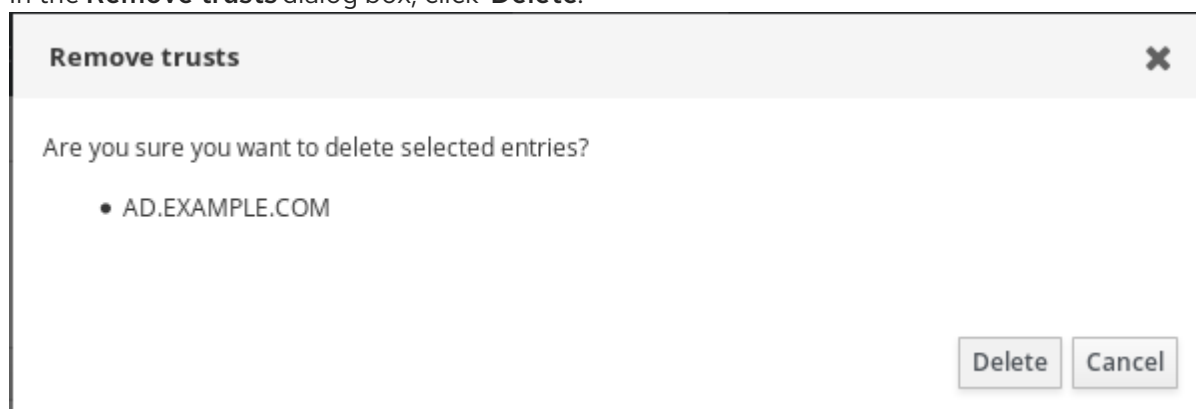 In the Remove trusts dialog box, click Delete.
Remove trusts
Are you sure you want to delete selected entries?
• AD.EXAMPLE.COM
Delete Cancel